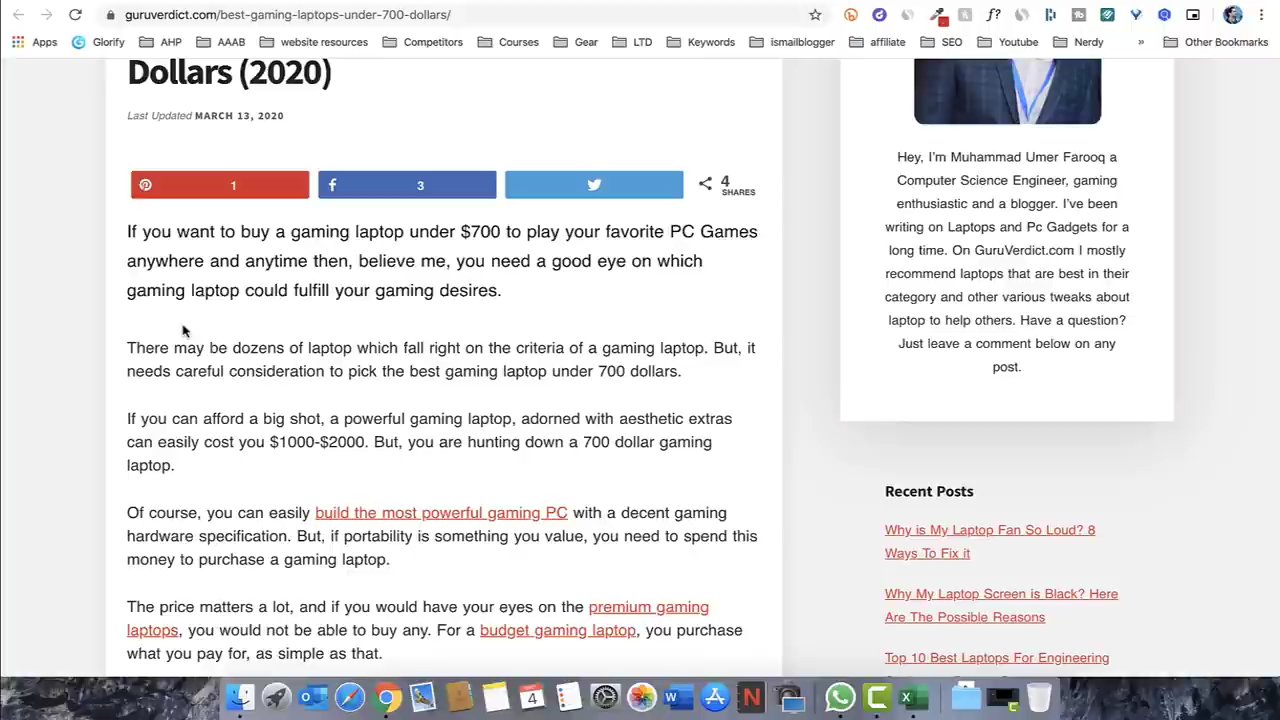 guruverdict.com/best-gaming-laptops-under-700-dollars/
Apps
Glorify
AHP
AAAB
website resources
Competitors
Courses
Gear
LTD
Keywords
ismailblogger
affiliate
SEO
Youtube
Nerdy
»
Other Bookmarks
Dollars (2020)
Last Updated MARCH 13, 2020
1
3
4
SHARES
If you want to buy a gaming laptop under $700 to play your favorite PC Games
anywhere and anytime then, believe me, you need a good eye on which
gaming laptop could fulfill your gaming desires.
There may be dozens of laptop which fall right on the criteria of a gaming laptop. But, it
needs careful consideration to pick the best gaming laptop under 700 dollars.
If you can afford a big shot, a powerful gaming laptop, adorned with aesthetic extras
can easily cost you $1000-$2000. But, you are hunting down a 700 dollar gaming
laptop.
Of course, you can easily build the most powerful gaming PC with a decent gaming
hardware specification. But, if portability is something you value, you need to spend this
money to purchase a gaming laptop.
The price matters a lot, and if you would have your eyes on the premium gaming
laptops, you would not be able to buy any. For a budget gaming laptop, you purchase
what you pay for, as simple as that.
Hey, I'm Muhammad Umer Farooq a
Computer Science Engineer, gaming
enthusiastic and a blogger. I've been
writing on Laptops and Pc Gadgets for a
long time. On GuruVerdict.com I mostly
recommend laptops that are best in their
category and other various tweaks about
laptop to help others. Have a question?
Just leave a comment below on any
post.
Recent Posts
Why is My Laptop Fan So Loud? 8
Ways To Fix it
Why My Laptop Screen is Black? Here
Are The Possible Reasons
Top 10 Best Laptops For Engineering